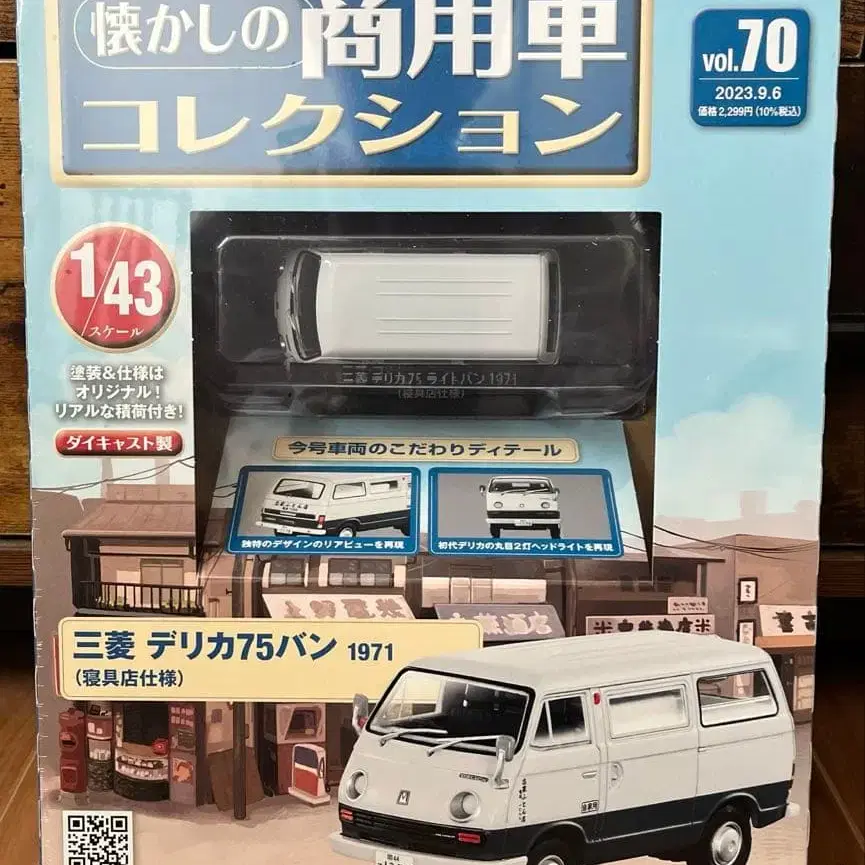 懐かしの
商用車
コレクション
vol.70
2023.9.6
価格2,299円(10%税込)
1/43
スケール
塗装&仕様は
オリジナル!
リアルな積荷付き!
ダイキャスト製
三菱 デリカ75 ライトバン 1971
(寝具店仕様)
今号車両のこだわりディテール
独特のデザインのリアビューを再現
初代デリカの丸目2灯ヘッドライトを再現
三菱 デリカ75バン 1971
(寝具店仕様)